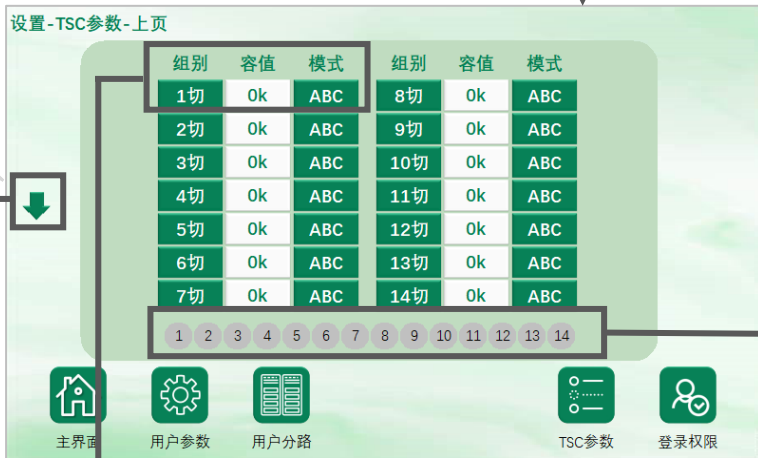 设置-TSC参数-上页
组别 容值 模式 组别 容值 模式
1切 0k ABC 8切 0k ABC
2切 0k ABC 9切 0k ABC
3切 0k ABC 10切 0k ABC
4切 0k ABC 11切 0k ABC
5切 0k ABC 12切 0k ABC
6切 0k ABC 13切 0k ABC
7切 0k ABC 14切 0k ABC
1 2 3 4 5 6 7 8 9 10 11 12 13 14
主界面 用户参数 用户分路 TSC参数 登录权限